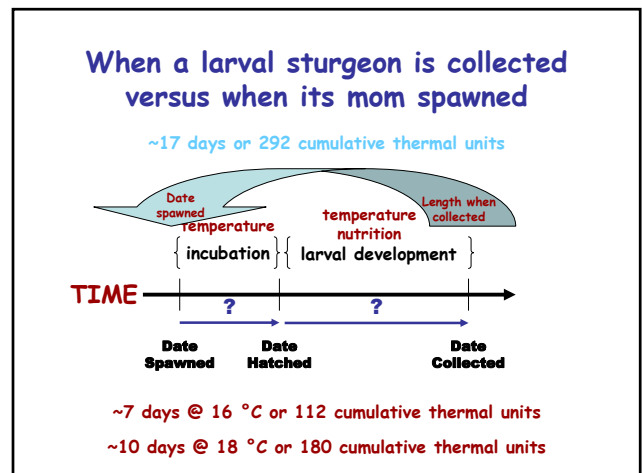 When a larval sturgeon is collected
versus when its mom spawned
~17 days or 292 cumulative thermal units
Date
spawned
Length when
collected
temperature
temperature
nutrition
{ incubation } { larval development }
TIME
? ?
Date
Spawned
Date
Hatched
Date
Collected
~7 days @ 16 °C or 112 cumulative thermal units
~10 days @ 18 °C or 180 cumulative thermal units